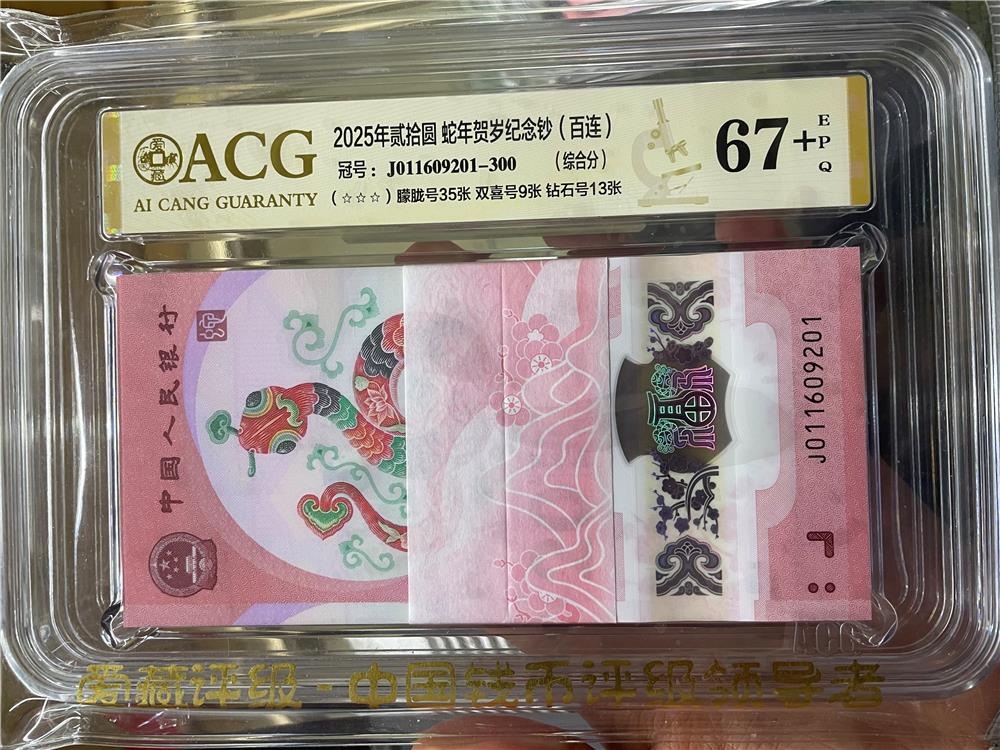 ACG
AI CANG GUARANTY
2025年贰拾圆 蛇年贺岁纪念钞（百连）
冠号：J011609201-300 （综合分）
（☆☆☆）朦胧号35张 双喜号9张 钻石号13张
67+
EPQ
中国人民银行
福
J011609201
ACG
爱藏评级-中国钱币评级领导者